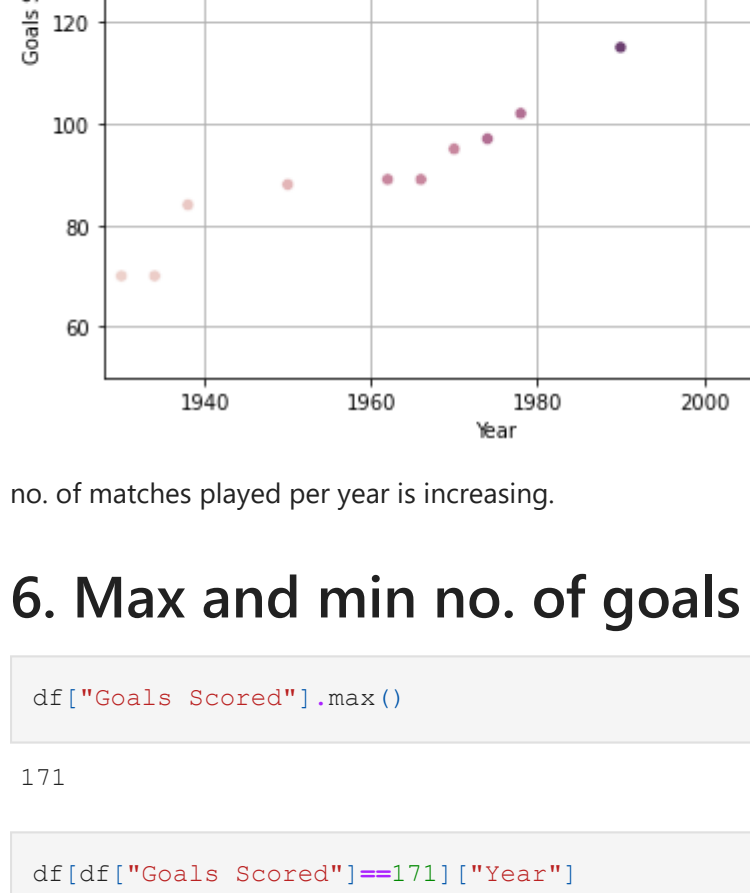 Goals
120
100
80
60
1940 1960 1980 2000
Year
no. of matches played per year is increasing.
6. Max and min no. of goals
df["Goals Scored"].max()
171
df[df["Goals Scored"]==171]["Year"]